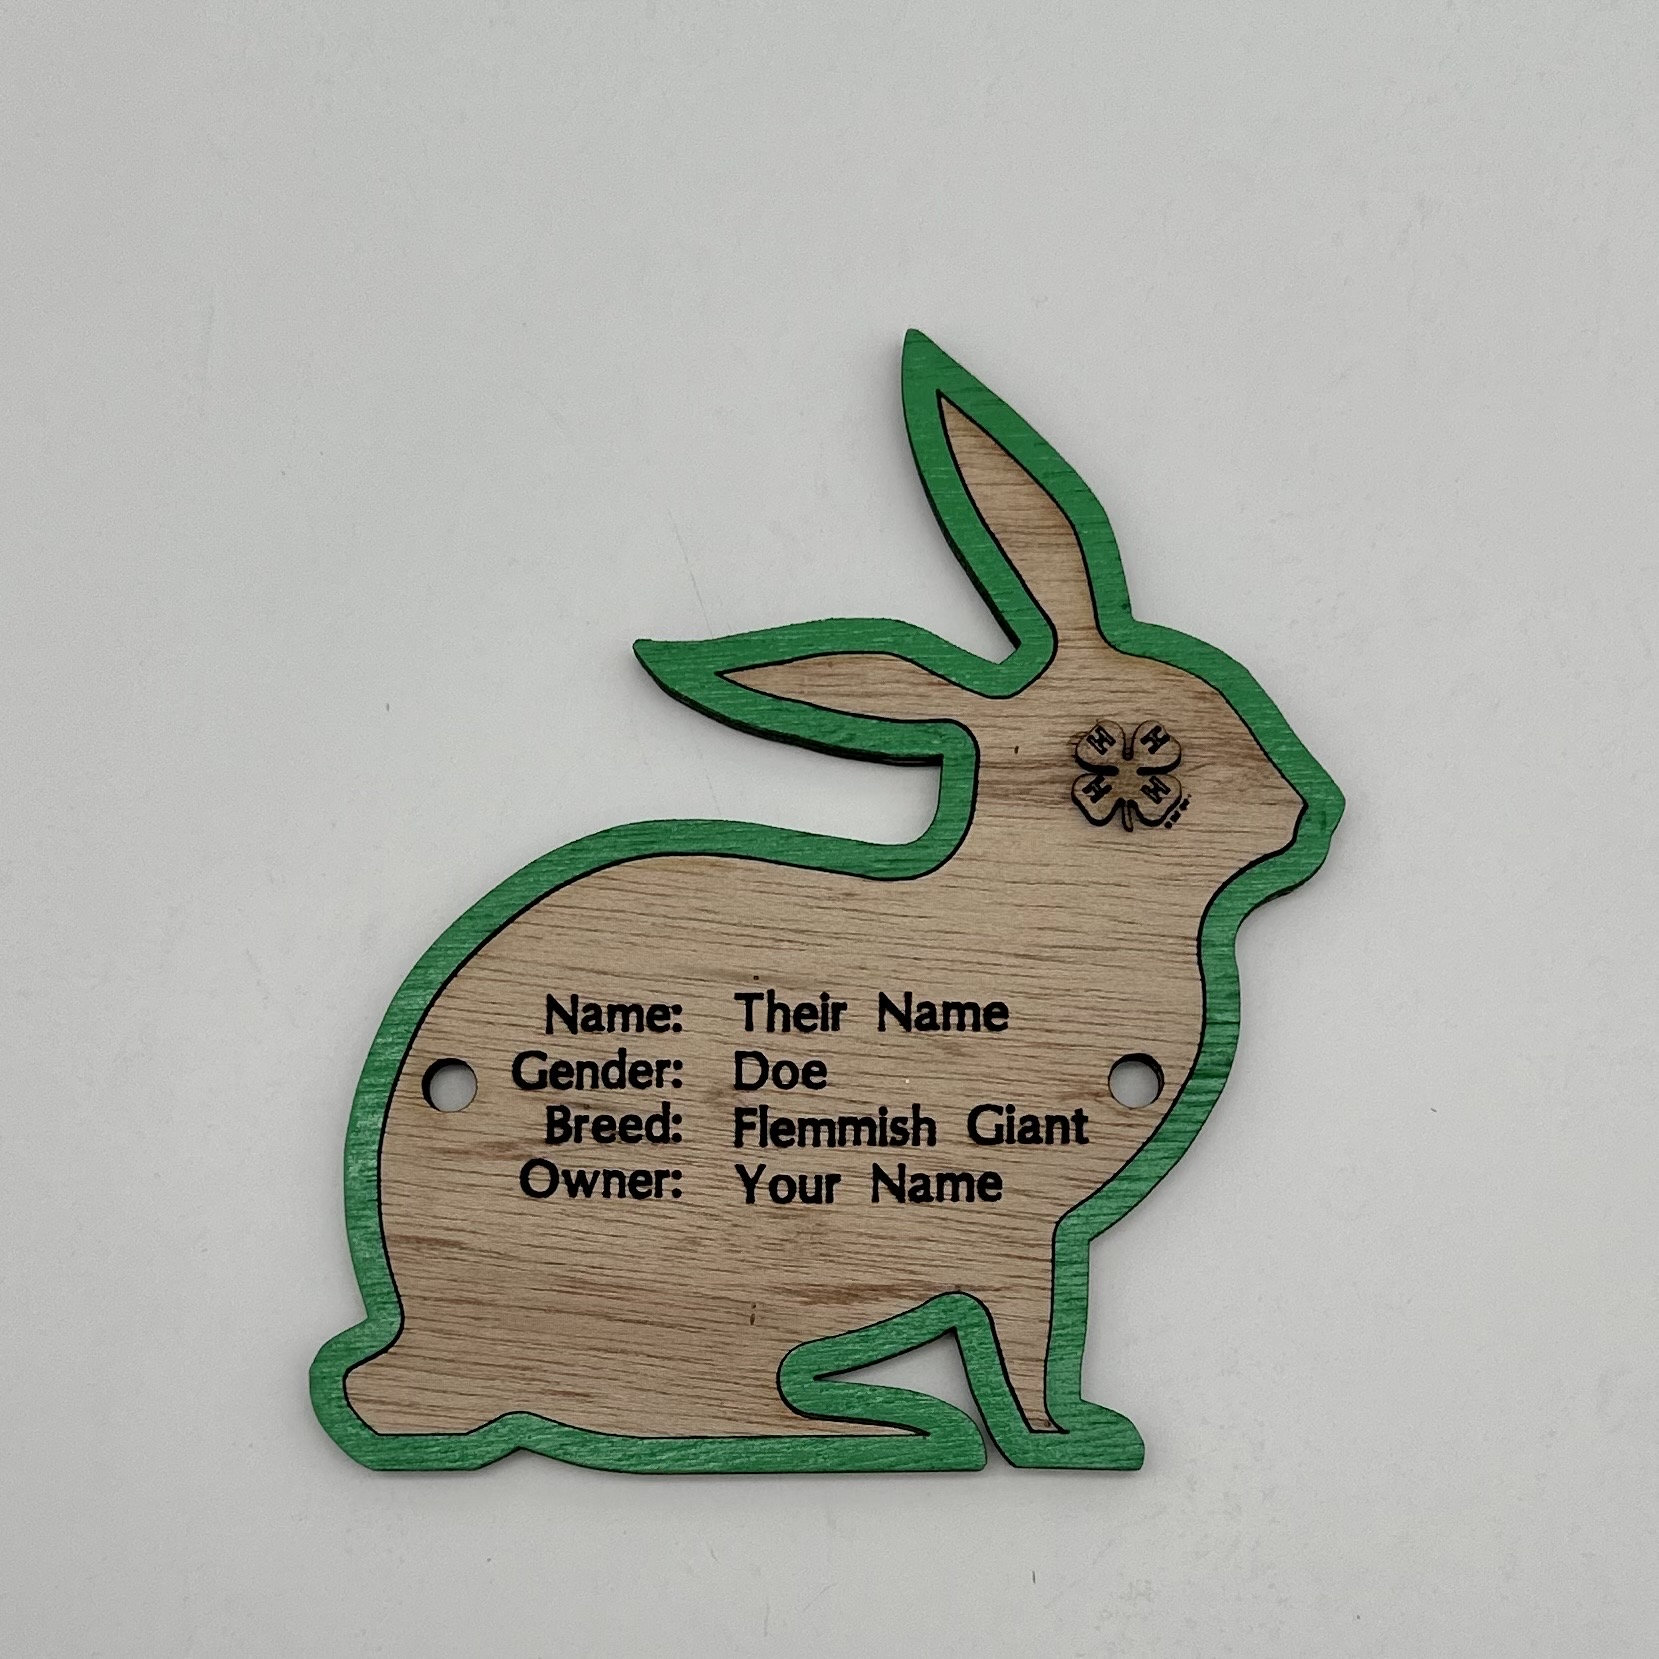 H H
H H
Name: Their Name
Gender: Doe
Breed: Flemmish Giant
Owner: Your Name